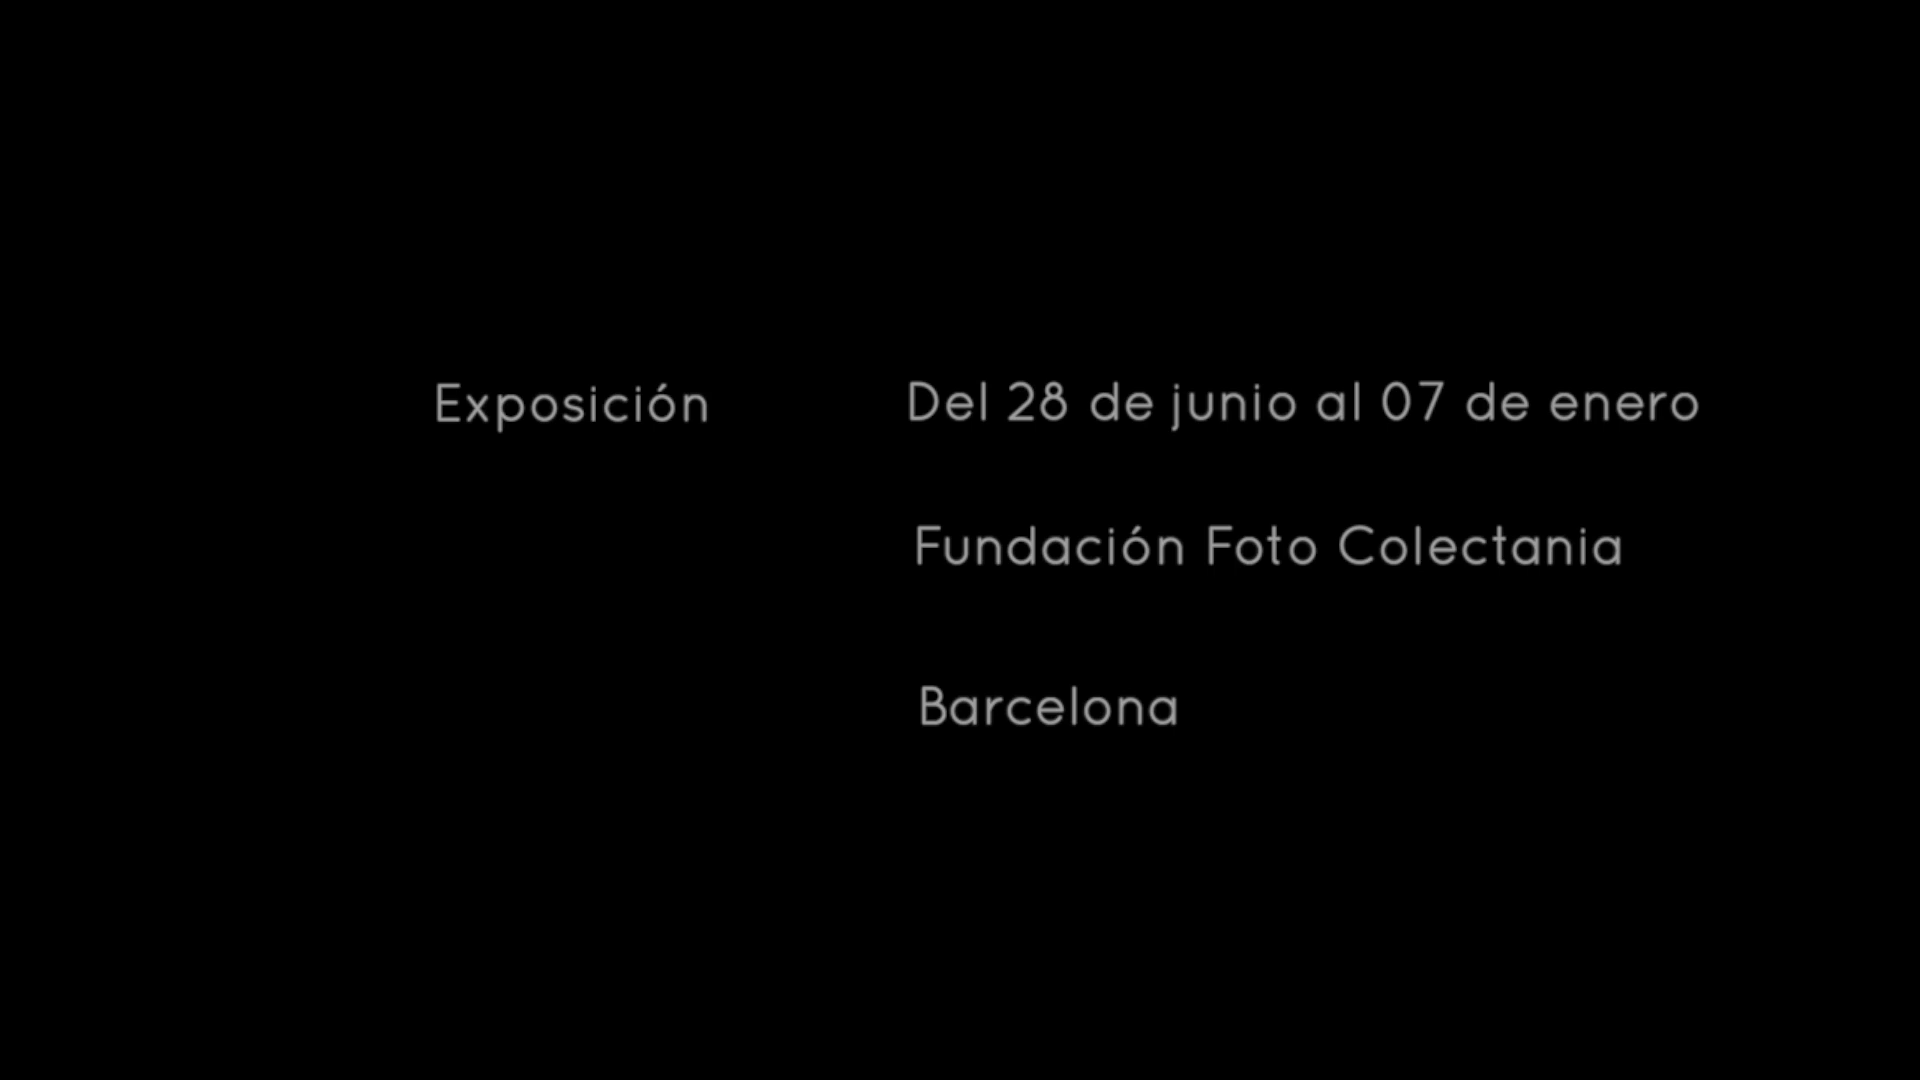 Exposición Del 28 de junio al 07 de enero
Fundación Foto Colectania
Barcelona